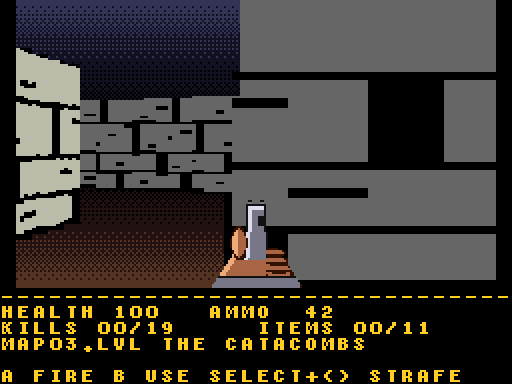 HEALTH 100 AMMO 42
KILLS 00/19 ITEMS 00/11
MAP03.LVL THE CATACOMBS
A FIRE B USE SELECT+<> STRAFE